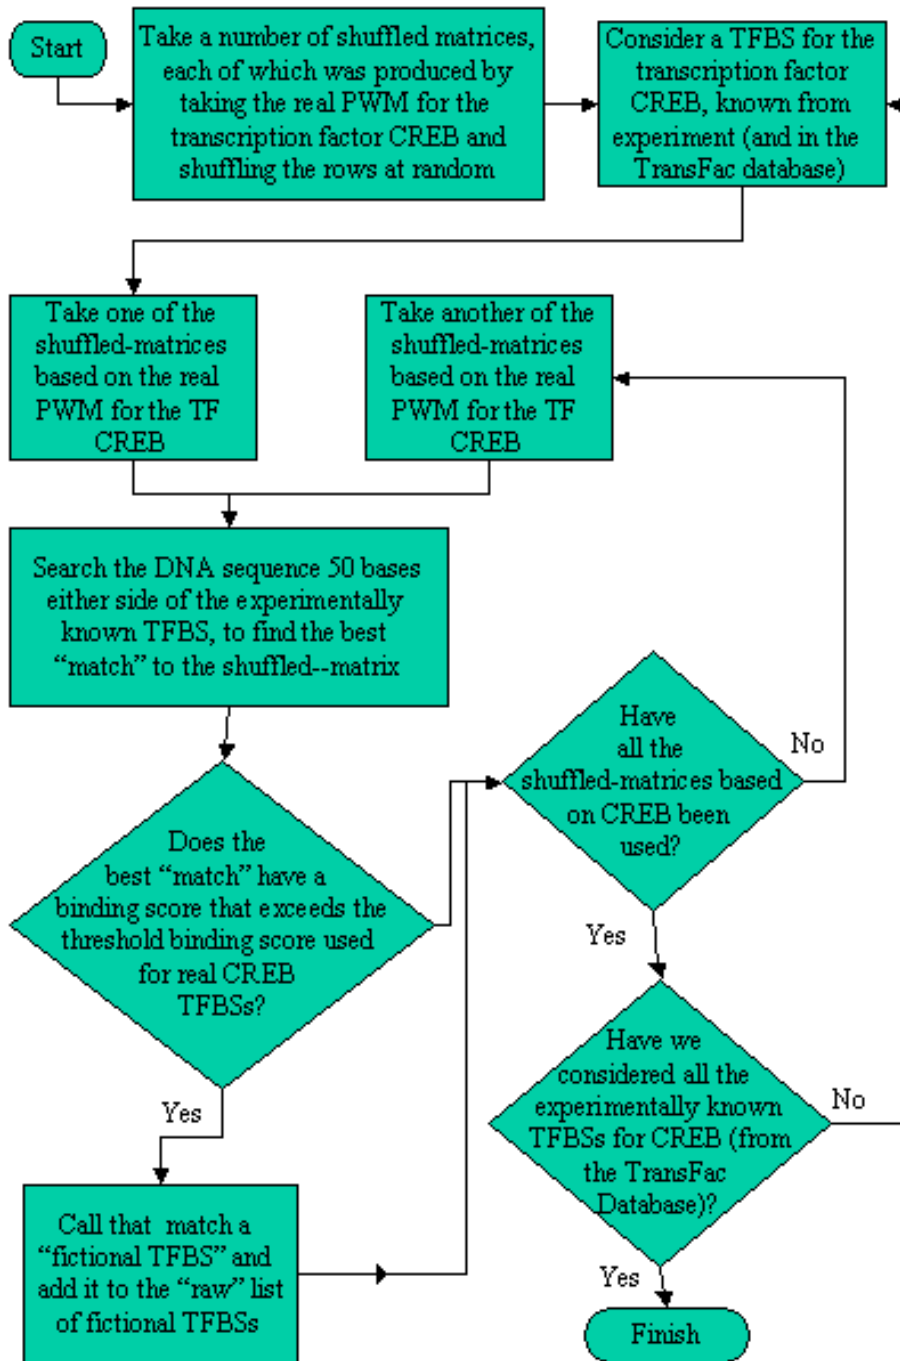 Start
Take a number of shuffled matrices,
each of which was produced by
taking the real PWM for the
transcription factor CREB and
shuffling the rows at random
Consider a TFBS for the
transcription factor
CREB, known from
experiment (and in the
TransFac database)
Take one of the
shuffled-matrices
based on the real
PWM for the TF
CREB
Take another of the
shuffled-matrices
based on the real
PWM for the TF
CREB
Search the DNA sequence 50 bases
either side of the experimentally
known TFBS, to find the best
“match” to the shuffled--matrix
Does the
best “match” have a
binding score that exceeds the
threshold binding score used
for real CREB
TFBSs?
Yes
Call that match a
“fictional TFBS” and
add it to the “raw” list
of fictional TFBSs
Have
all the
shuffled-matrices based
on CREB been
used?
No
Yes
Have we
considered all the
experimentally known
TFBSs for CREB (from
the TransFac
Database)?
No
Yes
Finish